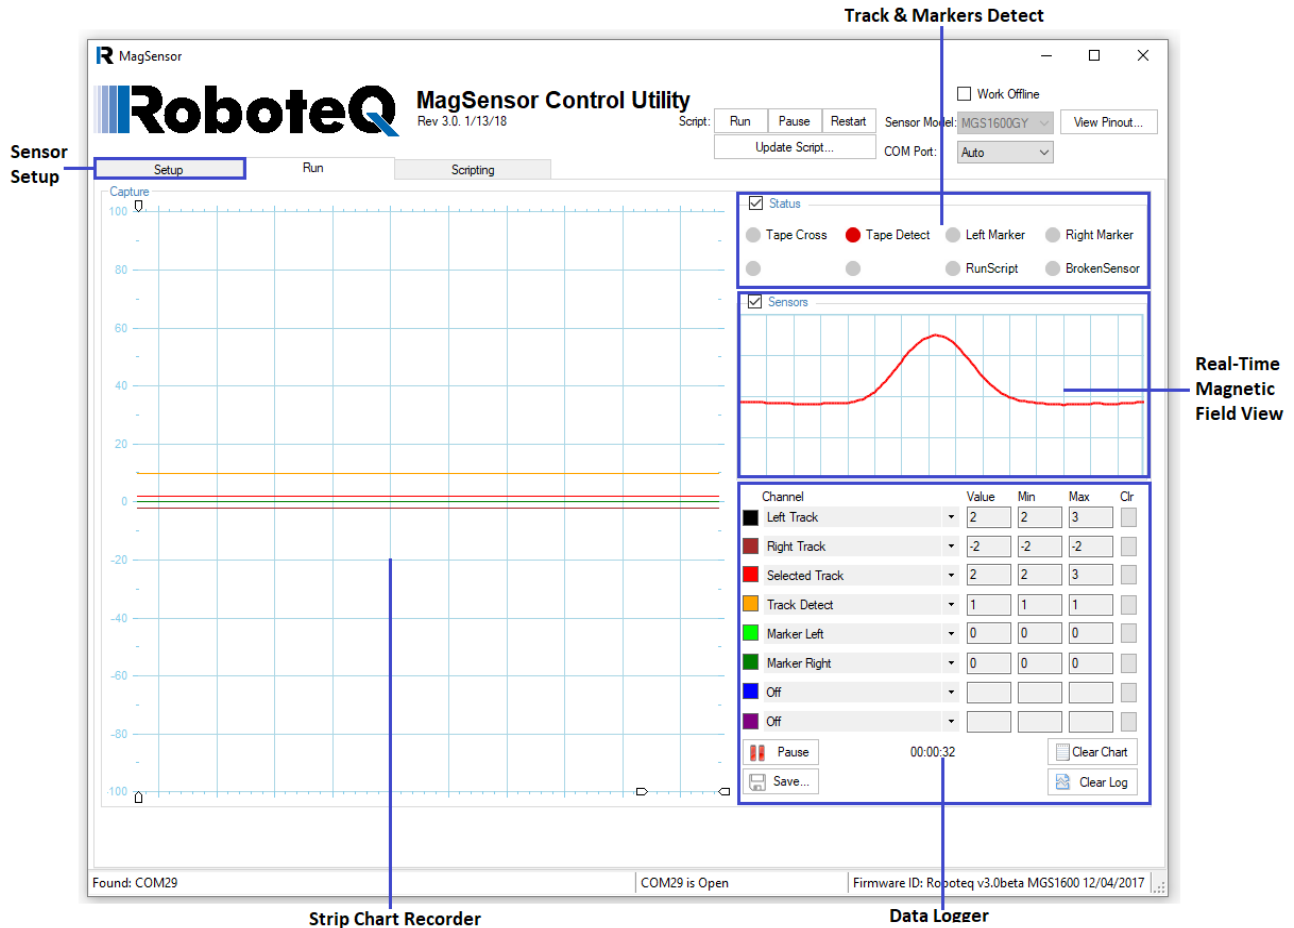 Track & Markers Detect
MagSensor
RoboteQ
MagSensor Control Utility
Rev 3.0. 1/13/18
Work Offline
Script: Run Pause Restart
Sensor Model: MGS1600GY
View Pinout...
Update Script...
COM Port: Auto
Sensor
Setup
Setup
Run
Scripting
Capture
100
80
60
40
20
0
-20
-40
-60
-80
-100
Status
Tape Cross Tape Detect Left Marker Right Marker
RunScript BrokenSensor
Sensors
Real-Time
Magnetic
Field View
Channel Value Min Max Clr
Left Track 2 2 3
Right Track -2 -2 -2
Selected Track 2 2 3
Track Detect 1 1 1
Marker Left 0 0 0
Marker Right 0 0 0
Off
Off
Pause 00:00:32 Clear Chart
Save... Clear Log
Found: COM29
COM29 is Open
Firmware ID: Roboteq v3.0beta MGS1600 12/04/2017
Strip Chart Recorder
Data Logger